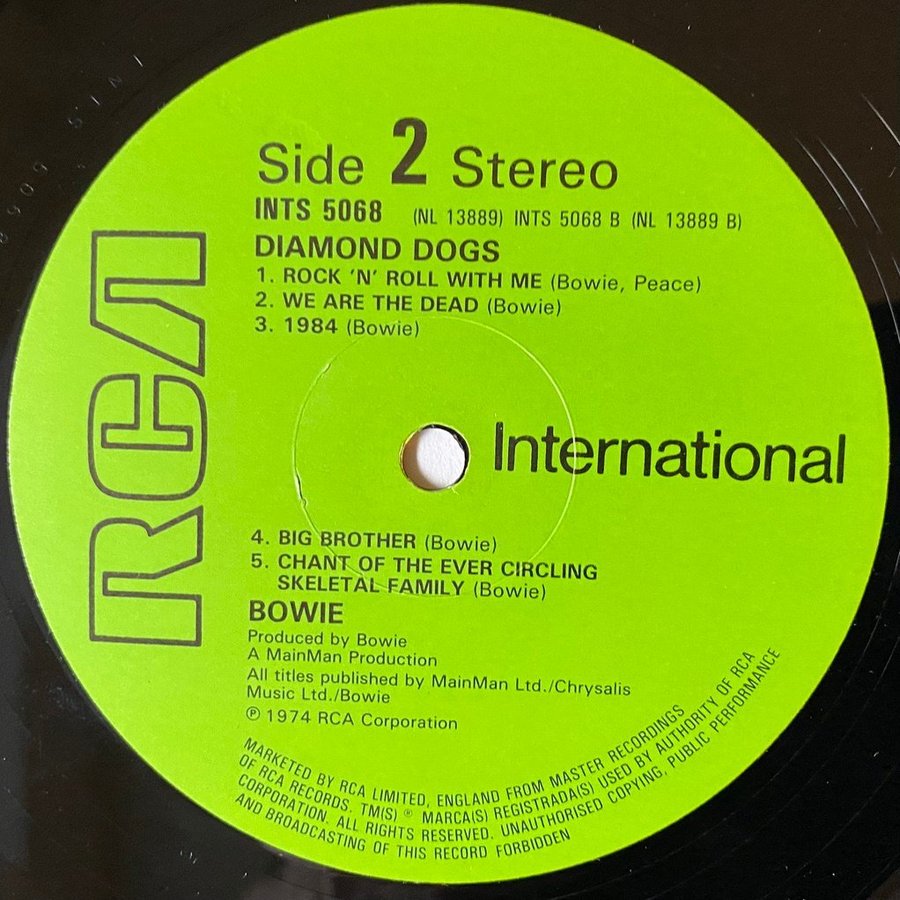 Side 2 Stereo
INTS 5068 (NL 13889) INTS 5068 B (NL 13889 B)
DIAMOND DOGS
1. ROCK 'N' ROLL WITH ME (Bowie, Peace)
2. WE ARE THE DEAD (Bowie)
3. 1984 (Bowie)
RCA
International
4. BIG BROTHER (Bowie)
5. CHANT OF THE EVER CIRCLING
SKELETAL FAMILY (Bowie)
BOWIE
Produced by Bowie
A MainMan Production
All titles published by MainMan Ltd./Chrysalis
Music Ltd./Bowie
℗ 1974 RCA Corporation
MARKETED BY RCA LIMITED, ENGLAND FROM MASTER RECORDINGS
OF RCA RECORDS. TM(S) ® MARCA(S) REGISTRADA(S) USED BY AUTHORITY OF RCA
CORPORATION. ALL RIGHTS RESERVED. UNAUTHORISED COPYING, PUBLIC PERFORMANCE
AND BROADCASTING OF THIS RECORD FORBIDDEN